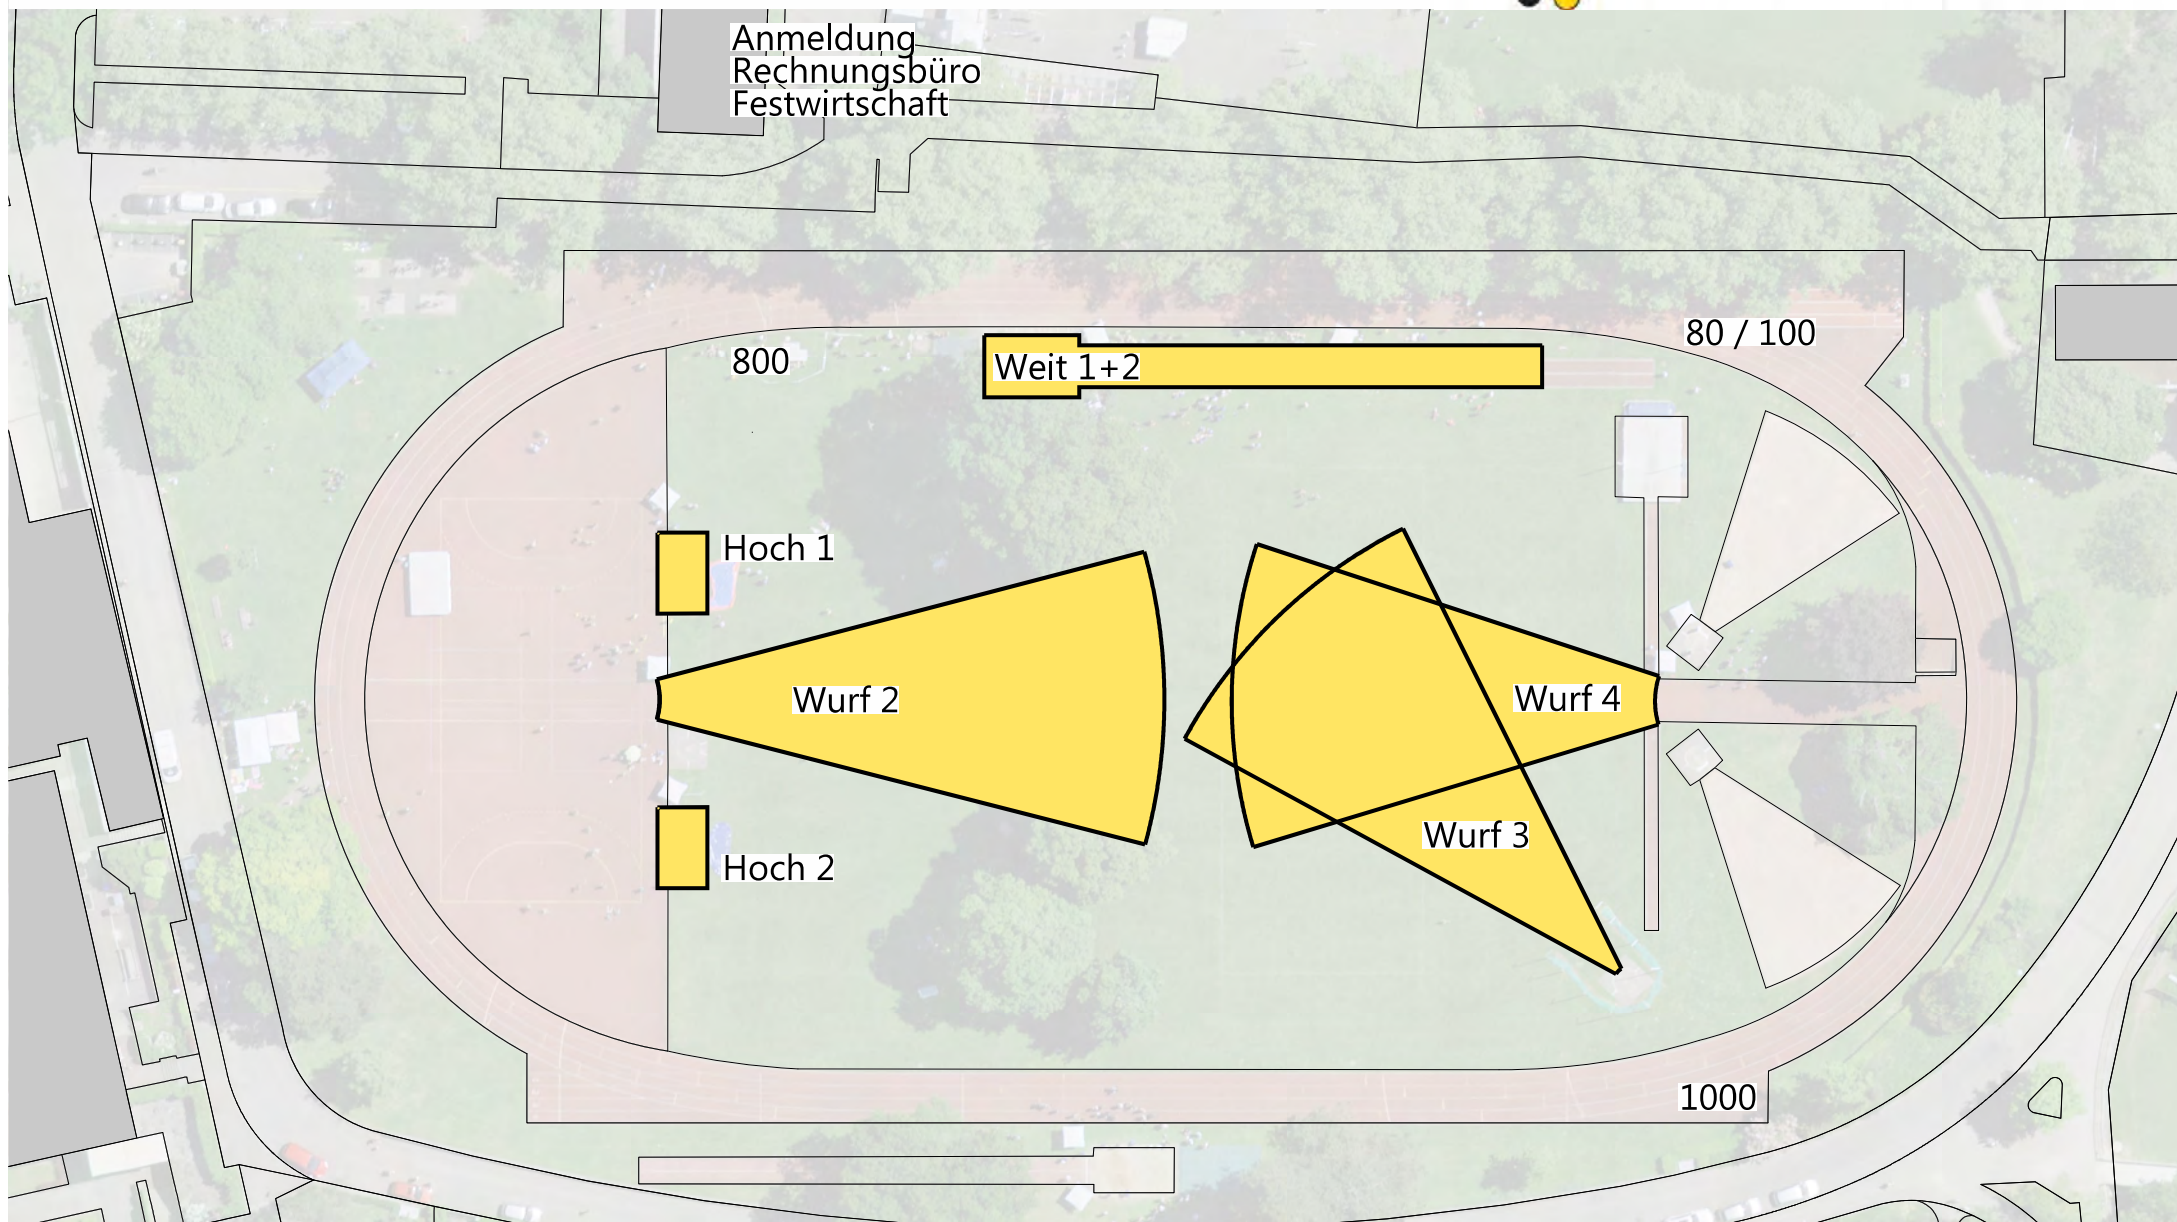 Anmeldung
Rechnungsbüro
Festwirtschaft
80 / 100
800
Weit 1+2
Hoch 1
Wurf 2
Wurf 4
Wurf 3
Hoch 2
1000